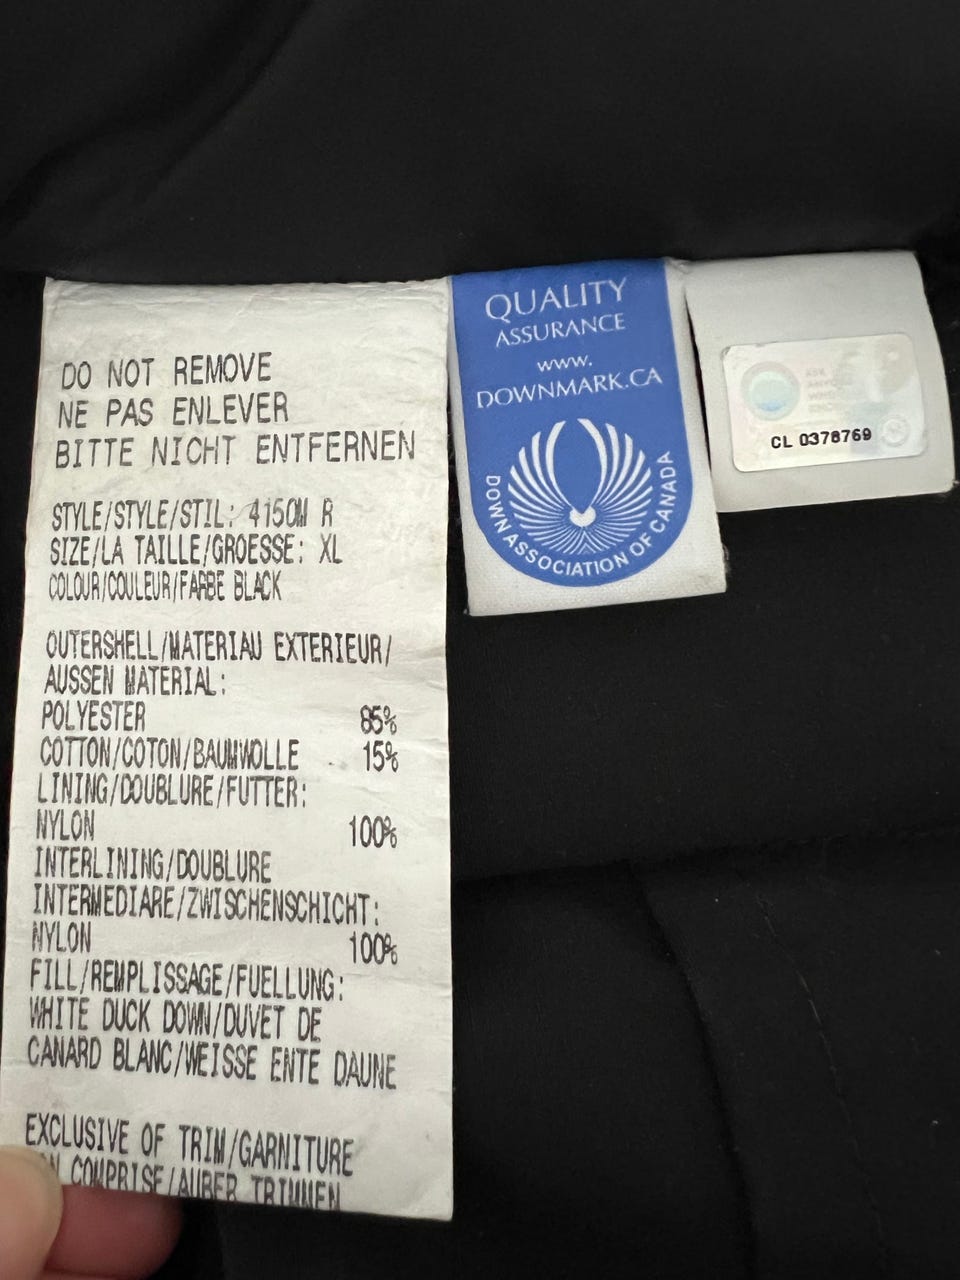 DO NOT REMOVE
NE PAS ENLEVER
BITTE NICHT ENTFERNEN
STYLE/STYLE/STIL: 4150M R
SIZE/LA TAILLE/GROESSE: XL
COLOUR/COULEUR/FARBE BLACK
OUTERSHELL/MATERIAU EXTERIEUR/
AUSSEN MATERIAL:
POLYESTER 85%
COTTON/COTON/BAUMWOLLE 15%
LINING/DOUBLURE/FUTTER:
NYLON 100%
INTERLINING/DOUBLURE
INTERMEDIARE/ZWISCHENSCHICHT:
NYLON 100%
FILL/REMPLISSAGE/FUELLUNG:
WHITE DUCK DOWN/DUVET DE
CANARD BLANC/WEISSE ENTE DAUNE
EXCLUSIVE OF TRIM/GARNITURE
COMPRISE/AUBER TRIMMEN
QUALITY
ASSURANCE
www.
DOWNMARK.CA
DOWN ASSOCIATION OF CANADA
CL 0378769